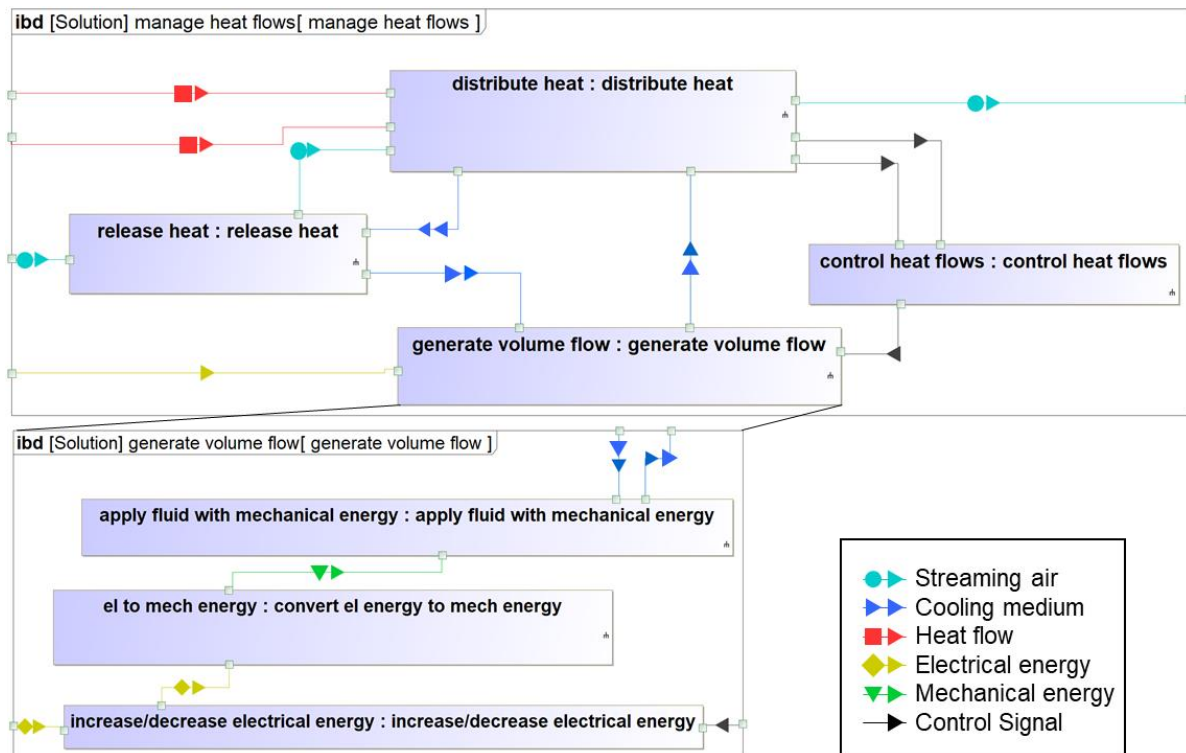 ibd [Solution] manage heat flows[ manage heat flows ]
distribute heat : distribute heat
release heat : release heat
control heat flows : control heat flows
generate volume flow : generate volume flow
ibd [Solution] generate volume flow[ generate volume flow ]
apply fluid with mechanical energy : apply fluid with mechanical energy
el to mech energy : convert el energy to mech energy
increase/decrease electrical energy : increase/decrease electrical energy
Streaming air
Cooling medium
Heat flow
Electrical energy
Mechanical energy
Control Signal